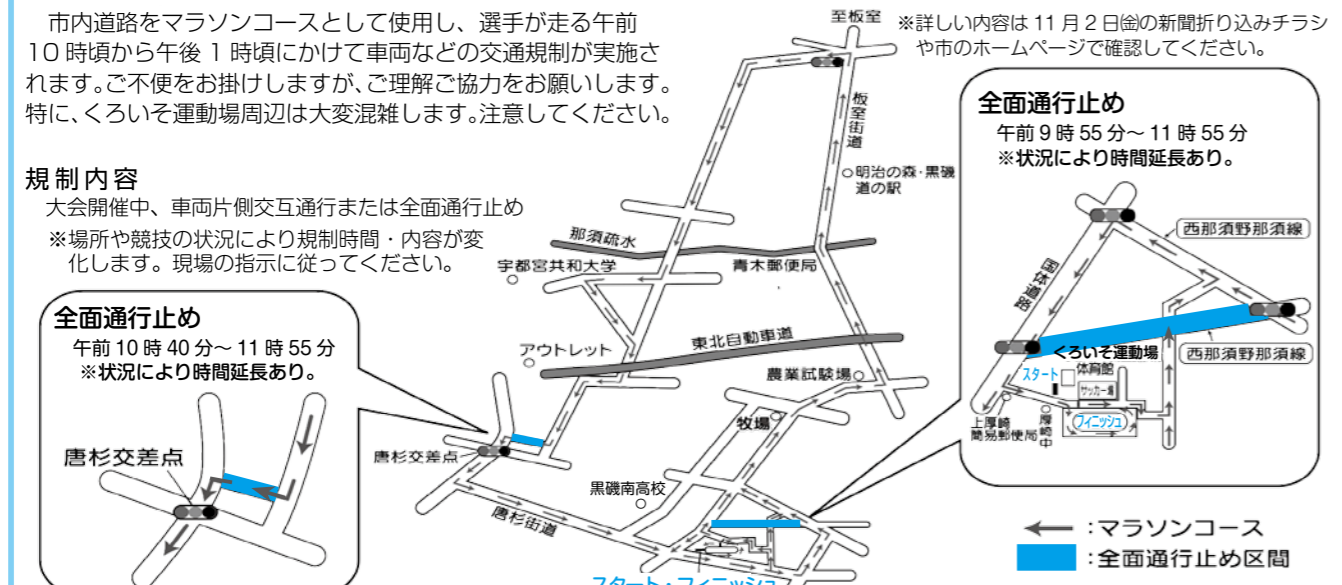 市内道路をマラソンコースとして使用し、選手が走る午前
10時頃から午後1時頃にかけて車両などの交通規制が実施さ
れます。ご不便をお掛けしますが、ご理解ご協力をお願いします。
特に、くろいそ運動場周辺は大変混雑します。注意してください。
規制内容
大会開催中、車両片側交互通行または全面通行止め
※場所や競技の状況により規制時間・内容が変
化します。現場の指示に従ってください。
※詳しい内容は11月2日㈮の新聞折り込みチラシ
や市のホームページで確認してください。
至板室
板室街道
明治の森・黒磯
道の駅
那須疏水
宇都宮共和大学
青木郵便局
東北自動車道
アウトレット
農業試験場
牧場
唐杉交差点
黒磯南高校
唐杉街道
スタート・フィニッシュ
全面通行止め
午前10時40分～11時55分
※状況により時間延長あり。
唐杉交差点
全面通行止め
午前9時55分～11時55分
※状況により時間延長あり。
西那須野那須線
国体道路
西那須野那須線
くろいそ運動場
スタート
体育館
サッカー場
フィニッシュ
上厚崎
簡易郵便局
厚崎中
：マラソンコース
：全面通行止め区間